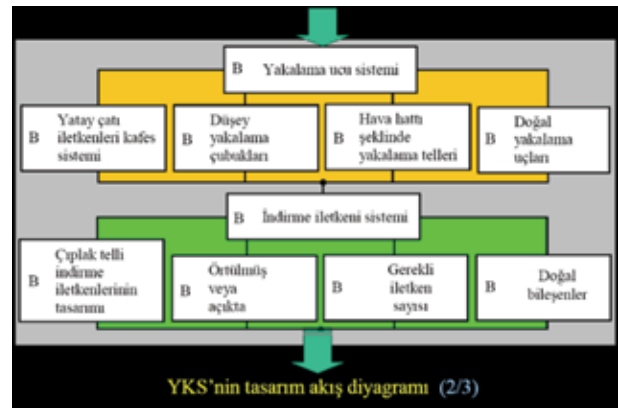 B Yakalama ucu sistemi
B Yatay çatı
iletkenleri kafes
sistemi
B Düşey
yakalama
çubukları
B Hava hattı
şeklinde
yakalama telleri
B Doğal
yakalama
uçları
B İndirme iletkeni sistemi
B Çıplak telli
indirme
iletkenlerinin
tasarımı
B Örtülmüş
veya
açıkta
B Gerekli
iletken
sayısı
B Doğal
bileşenler
YKS'nin tasarım akış diyagramı (2/3)